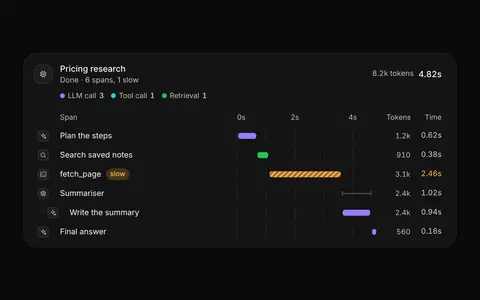 Pricing research
Done · 6 spans, 1 slow
8.2k tokens 4.82s
LLM call 3 Tool call 1 Retrieval 1
Span 0s 2s 4s Tokens Time
Plan the steps 1.2k 0.62s
Search saved notes 910 0.38s
fetch_page slow 3.1k 2.46s
Summariser 2.4k 1.02s
Write the summary 2.4k 0.94s
Final answer 560 0.16s